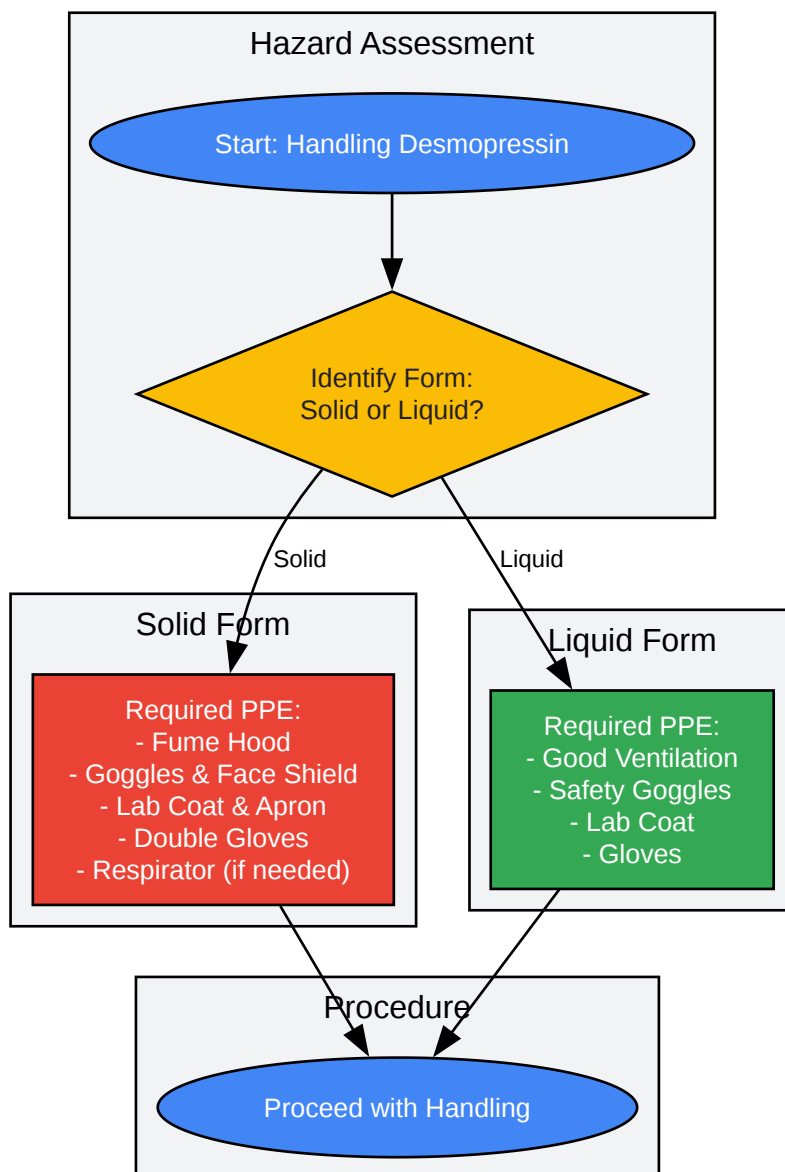 Hazard Assessment
Start: Handling Desmopressin
Identify Form:
Solid or Liquid?
Solid
Liquid
Solid Form
Required PPE:
- Fume Hood
- Goggles & Face Shield
- Lab Coat & Apron
- Double Gloves
- Respirator (if needed)
Liquid Form
Required PPE:
- Good Ventilation
- Safety Goggles
- Lab Coat
- Gloves
Procedure
Proceed with Handling